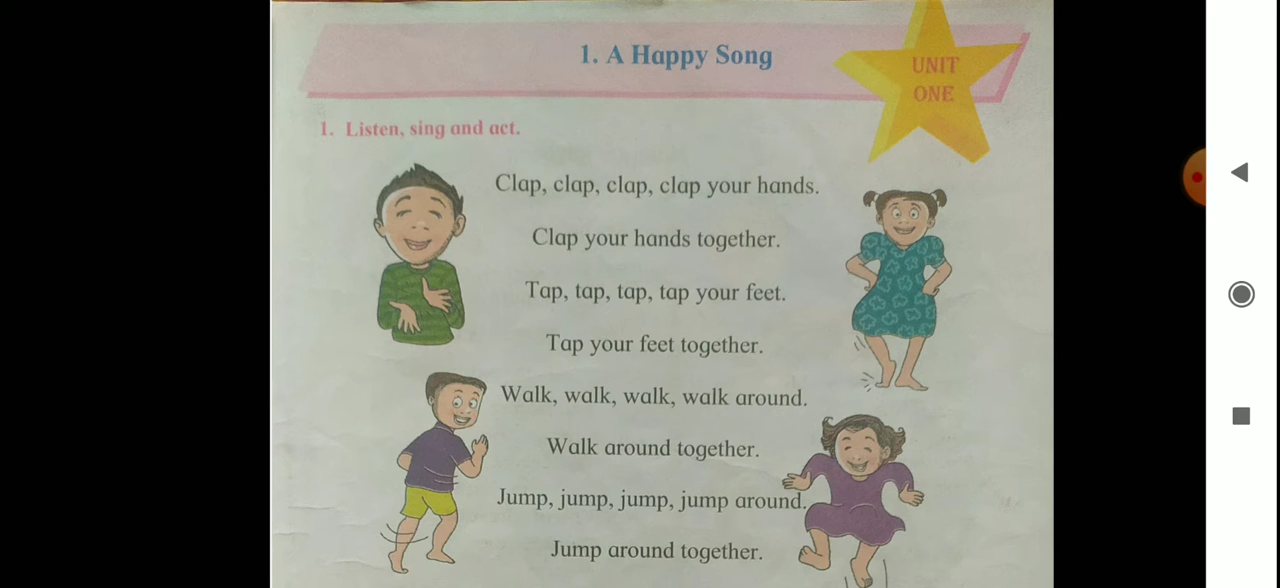 1. A Happy Song
UNIT
ONE
1. Listen, sing and act.
Clap, clap, clap, clap your hands.
Clap your hands together.
Tap, tap, tap, tap your feet.
Tap your feet together.
Walk, walk, walk, walk around.
Walk around together.
Jump, jump, jump, jump around.
Jump around together.